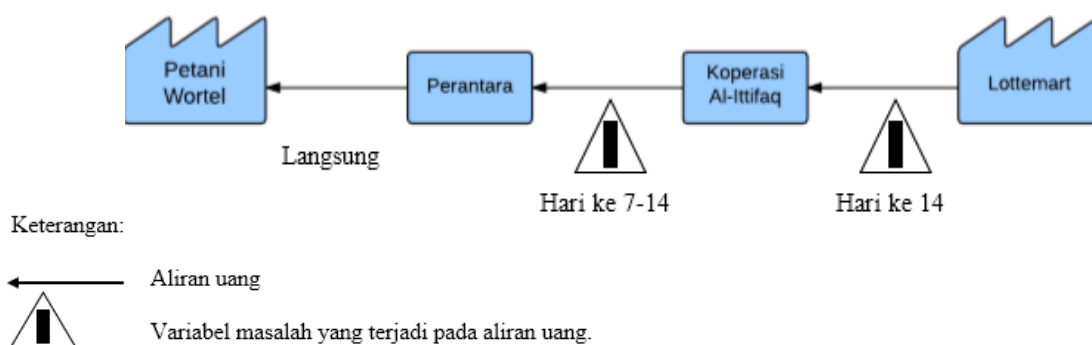 Petani
Wortel
Perantara
Koperasi
Al-Ittifaq
Lottemart
Langsung
Hari ke 7-14
Hari ke 14
Keterangan:
Aliran uang
Variabel masalah yang terjadi pada aliran uang.